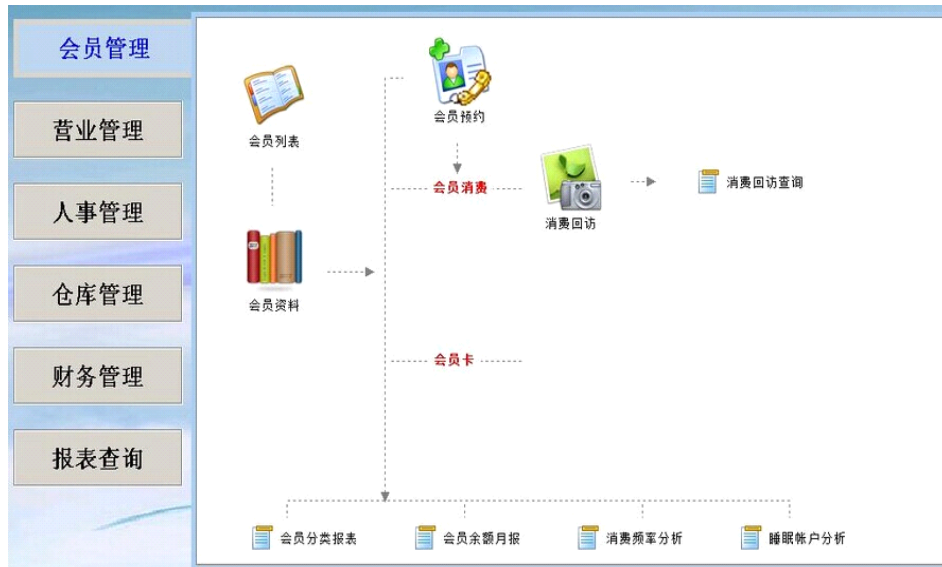 会员管理
营业管理
人事管理
仓库管理
财务管理
报表查询
会员列表
会员预约
会员消费
消费回访
消费回访查询
会员资料
会员卡
会员分类报表
会员余额月报
消费频率分析
睡眠帐户分析